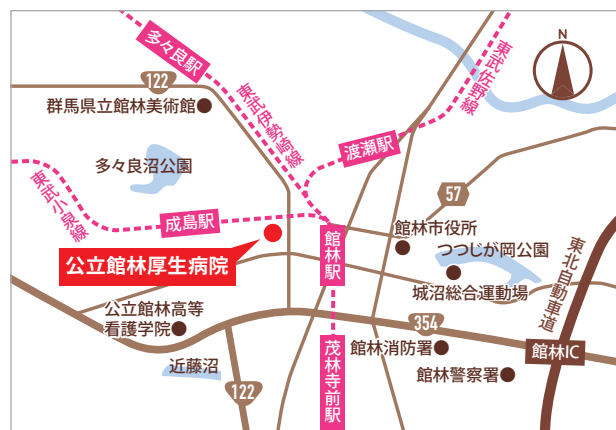 N
多々良駅
122
東武佐野線
群馬県立館林美術館
東武伊勢崎線
渡瀬駅
多々良沼公園
東武小泉線
57
成島駅
館林市役所
つつじが岡公園
館林駅
東北自動車道
公立館林厚生病院
城沼総合運動場
公立館林高等
看護学院
354
館林消防署
館林IC
近藤沼
茂林寺前駅
館林警察署
122